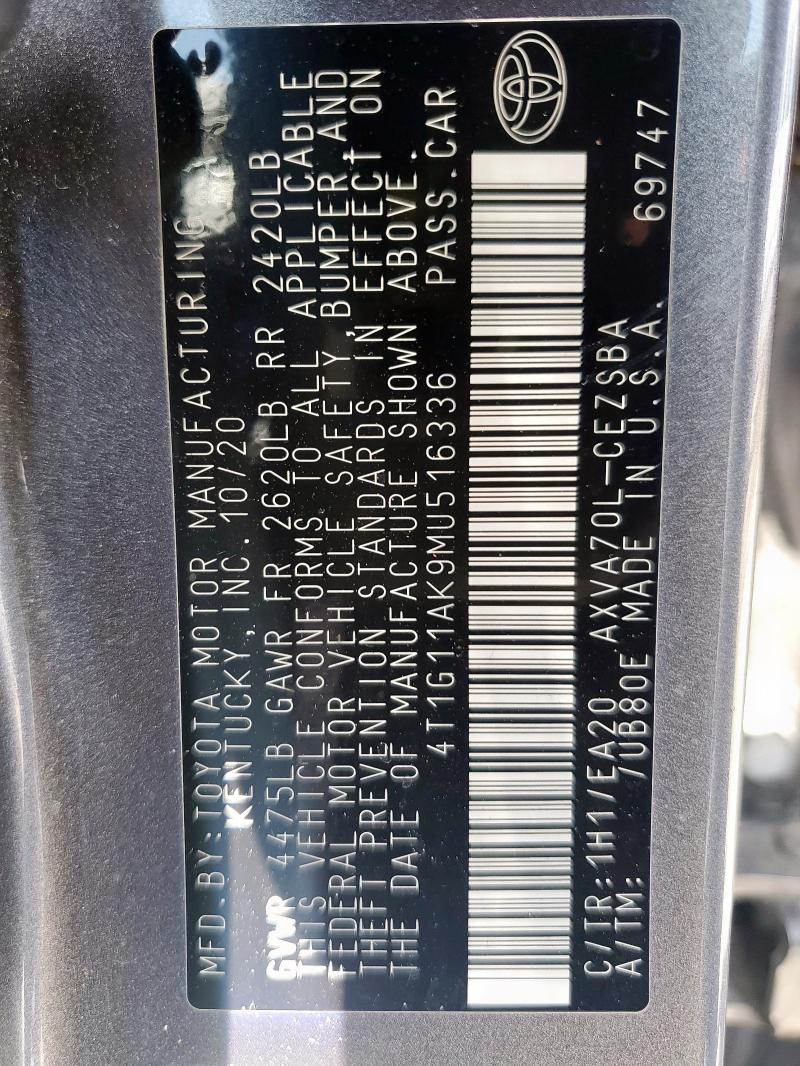 MFD.BY:TOYOTA MOTOR MANUFACTURING
KENTUCKY, INC. 10/20
GVWR 4475LB GAWR FR 2620LB RR 2420LB
THIS VEHICLE CONFORMS TO ALL APPLICABLE
FEDERAL MOTOR VEHICLE SAFETY,BUMPER,AND
THEFT PREVENTION STANDARDS IN EFFECT ON
THE DATE OF MANUFACTURE SHOWN ABOVE.
4T1G11AK9MU516336 PASS.CAR
C/TR:1H1/EA20 AXVA70L-CEZSBA 69747
A/TM: /UB80E MADE IN U.S.A.